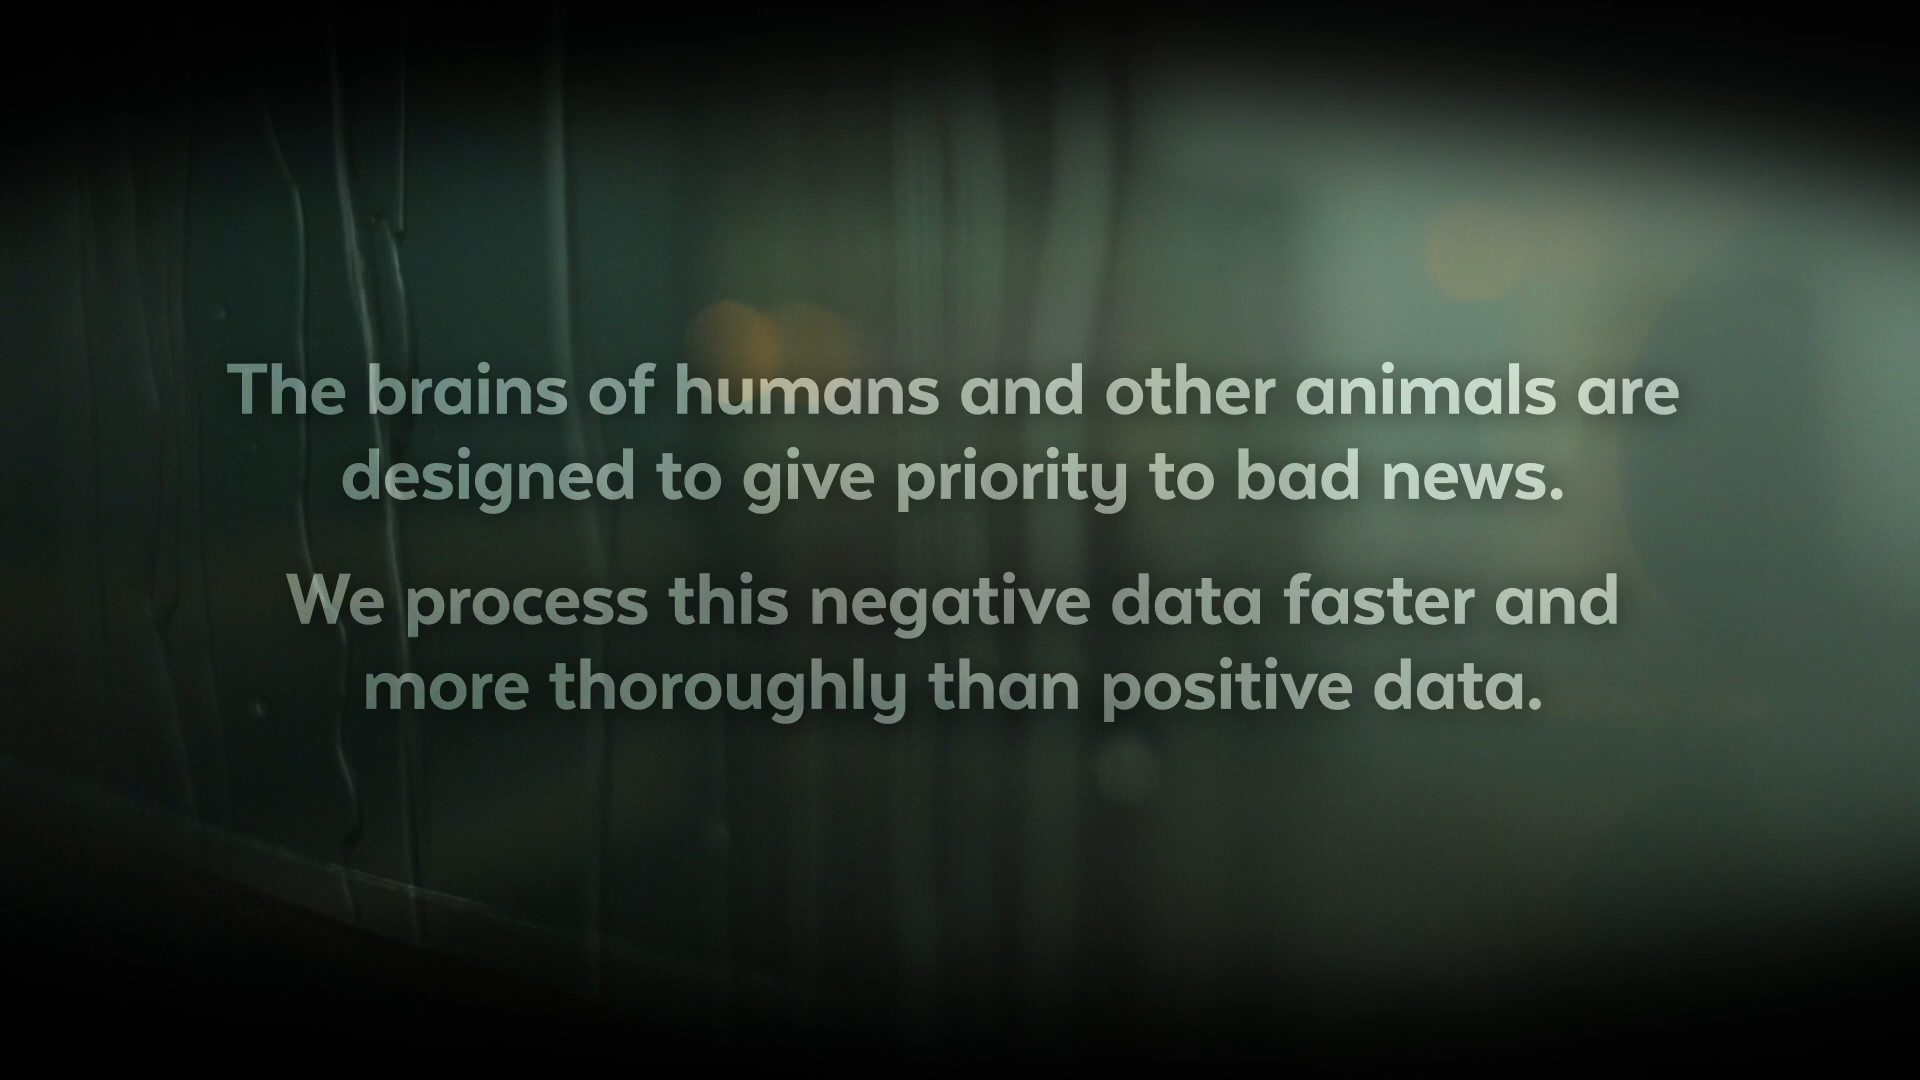 The brains of humans and other animals are
designed to give priority to bad news.
We process this negative data faster and
more thoroughly than positive data.